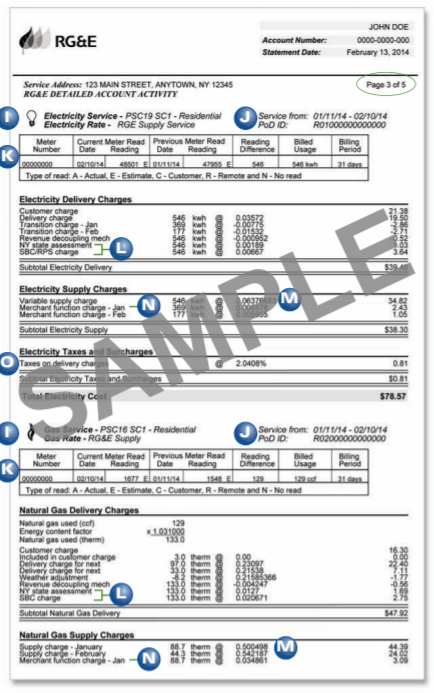 RG&E
JOHN DOE
Account Number: 0000-0000-000
Statement Date: February 13, 2014
Service Address: 123 MAIN STREET, ANYTOWN, NY 12345
Page 3 of 5
RG&E DETAILED ACCOUNT ACTIVITY
I Electricity Service - PSC19 SC1 - Residential J Service from: 01/11/14 - 02/10/14
Electricity Rate - RGE Supply Service PoD ID: R01000000000000
K Meter Number Current Meter Read Date Reading Previous Meter Read Date Reading Reading Difference Billed Usage Billing Period
00000000 02/10/14 48501 E 01/11/14 47955 E 546 546 kwh 31 days
Type of read: A - Actual, E - Estimate, C - Customer, R - Remote and N - No read
Electricity Delivery Charges
Customer charge 21.38
Delivery charge 546 kwh @ 0.03572 19.50
Transition charge - Jan 369 kwh @ -0.00775 -2.86
Transition charge - Feb 177 kwh @ -0.01532 -2.71
Revenue decoupling mech 546 kwh @ -0.000952 -0.52
NY state assessment L 546 kwh @ 0.00189 1.03
SBC/RPS charge 546 kwh @ 0.00667 3.64
Subtotal Electricity Delivery
Electricity Supply Charges
Variable supply charge 546 kwh @ M 34.82
Merchant function charge - Jan N 369 kwh @ 2.43
Merchant function charge - Feb 177 kwh @ 1.05
Subtotal Electricity Supply $38.30
Electricity Taxes and Surcharges
O Taxes on delivery charges @ 2.0408% 0.81
Subtotal Electricity Taxes and Surcharges $0.81
Total Electricity Cost $78.57
SAMPLE
I Gas Service - PSC16 SC1 - Residential J Service from: 01/11/14 - 02/10/14
Gas Rate - RG&E Supply PoD ID: R02000000000000
K Meter Number Current Meter Read Date Reading Previous Meter Read Date Reading Reading Difference Billed Usage Billing Period
00000000 02/10/14 1677 E 01/11/14 1548 E 129 129 ccf 31 days
Type of read: A - Actual, E - Estimate, C - Customer, R - Remote and N - No read
Natural Gas Delivery Charges
Natural gas used (ccf) 129
Energy content factor x 1.031000
Natural gas used (therm) 133.0
Customer charge 16.30
Included in customer charge 3.0 therm @ 0.00 0.00
Delivery charge for next 97.0 therm @ 0.23097 22.40
Delivery charge for next 33.0 therm @ 0.21538 7.11
Weather adjustment -8.2 therm @ 0.21585366 -1.77
Revenue decoupling mech 133.0 therm @ -0.004247 -0.56
NY state assessment L 133.0 therm @ 0.0127 1.69
SBC charge 133.0 therm @ 0.020671 2.75
Subtotal Natural Gas Delivery $47.92
Natural Gas Supply Charges
Supply charge - January 88.7 therm @ 0.500498 M 44.39
Supply charge - February 44.3 therm @ 0.542187 24.02
Merchant function charge - Jan N 88.7 therm @ 0.034861 3.09